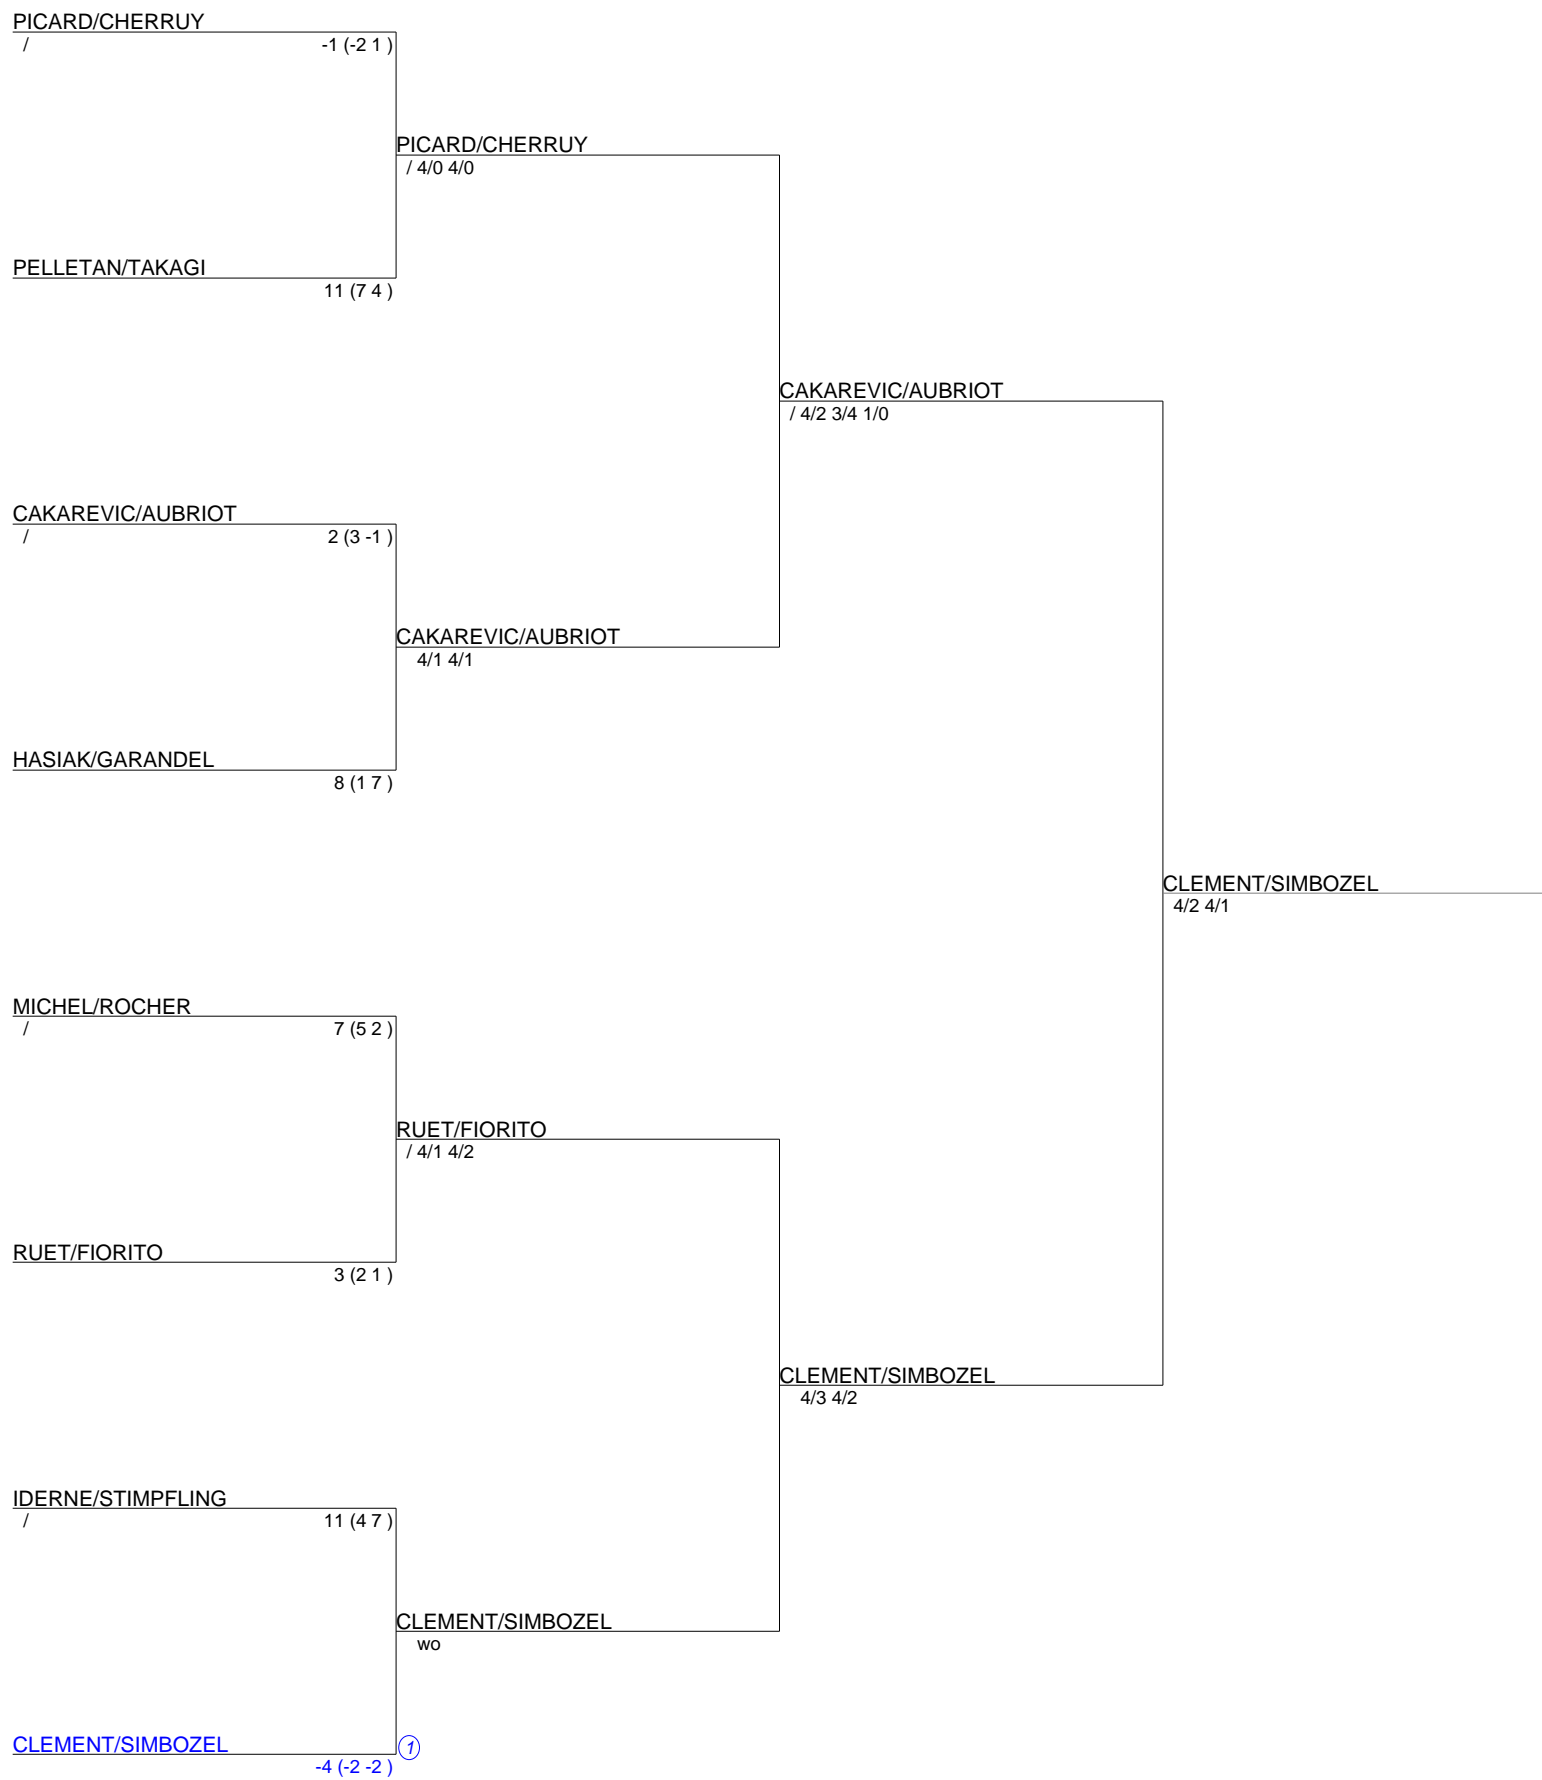 PICARD/CHERRUY
/ -1 (-2 1 )
PICARD/CHERRUY
/ 4/0 4/0
PELLETAN/TAKAGI
11 (7 4 )
CAKAREVIC/AUBRIOT
/ 4/2 3/4 1/0
CAKAREVIC/AUBRIOT
/ 2 (3 -1 )
CAKAREVIC/AUBRIOT
4/1 4/1
HASIAK/GARANDEL
8 (1 7 )
CLEMENT/SIMBOZEL
4/2 4/1
MICHEL/ROCHER
/ 7 (5 2 )
RUET/FIORITO
/ 4/1 4/2
RUET/FIORITO
3 (2 1 )
CLEMENT/SIMBOZEL
4/3 4/2
IDERNE/STIMPFLING
/ 11 (4 7 )
CLEMENT/SIMBOZEL
wo
CLEMENT/SIMBOZEL 1
-4 (-2 -2 )